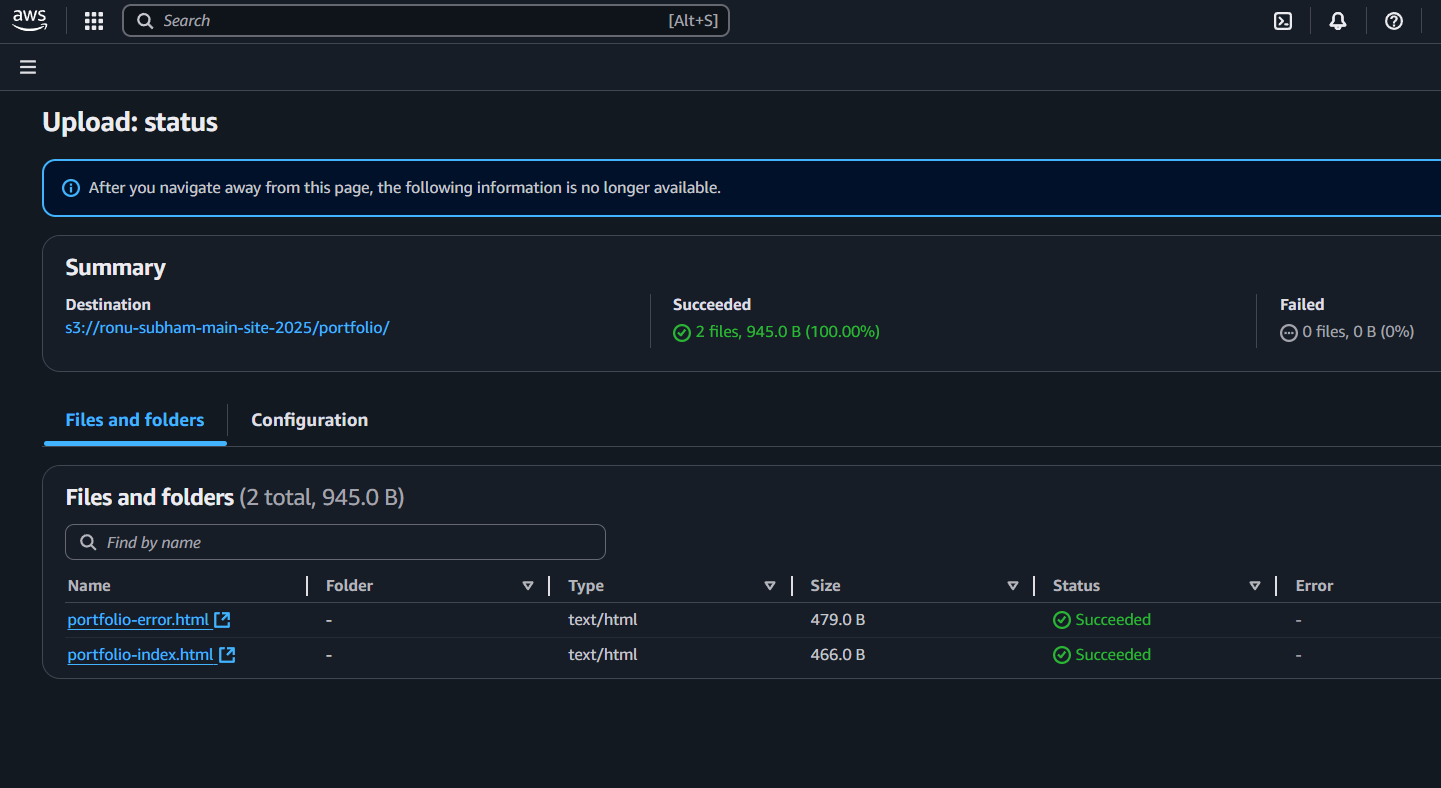 aws Search [Alt+S]
Upload: status
After you navigate away from this page, the following information is no longer available.
Summary
Destination
s3://ronu-subham-main-site-2025/portfolio/
Succeeded
2 files, 945.0 B (100.00%)
Failed
0 files, 0 B (0%)
Files and folders Configuration
Files and folders (2 total, 945.0 B)
Find by name
Name Folder Type Size Status Error
portfolio-error.html - text/html 479.0 B Succeeded -
portfolio-index.html - text/html 466.0 B Succeeded -